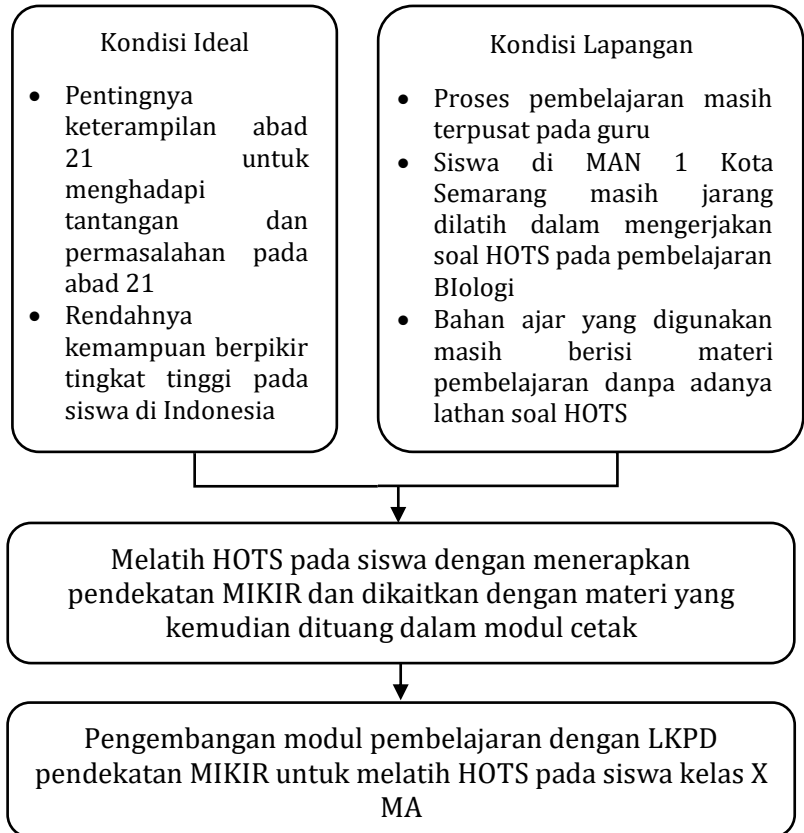 Kondisi Ideal
• Pentingnya
keterampilan abad
21 untuk
menghadapi
tantangan dan
permasalahan pada
abad 21
• Rendahnya
kemampuan berpikir
tingkat tinggi pada
siswa di Indonesia
Kondisi Lapangan
• Proses pembelajaran masih
terpusat pada guru
• Siswa di MAN 1 Kota
Semarang masih jarang
dilatih dalam mengerjakan
soal HOTS pada pembelajaran
BIologi
• Bahan ajar yang digunakan
masih berisi materi
pembelajaran danpa adanya
lathan soal HOTS
Melatih HOTS pada siswa dengan menerapkan
pendekatan MIKIR dan dikaitkan dengan materi yang
kemudian dituang dalam modul cetak
Pengembangan modul pembelajaran dengan LKPD
pendekatan MIKIR untuk melatih HOTS pada siswa kelas X
MA